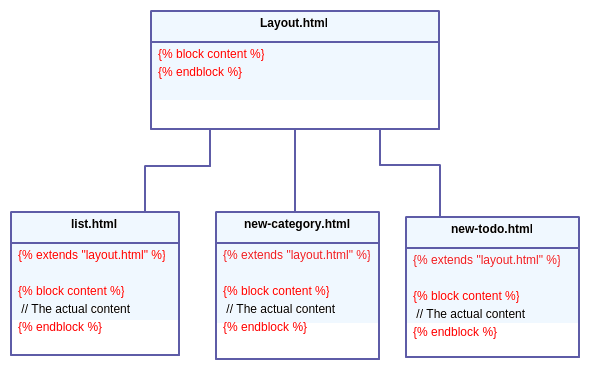 Layout.html
{% block content %}
{% endblock %}
list.html
{% extends "layout.html" %}
{% block content %}
// The actual content
{% endblock %}
new-category.html
{% extends "layout.html" %}
{% block content %}
// The actual content
{% endblock %}
new-todo.html
{% extends "layout.html" %}
{% block content %}
// The actual content
{% endblock %}